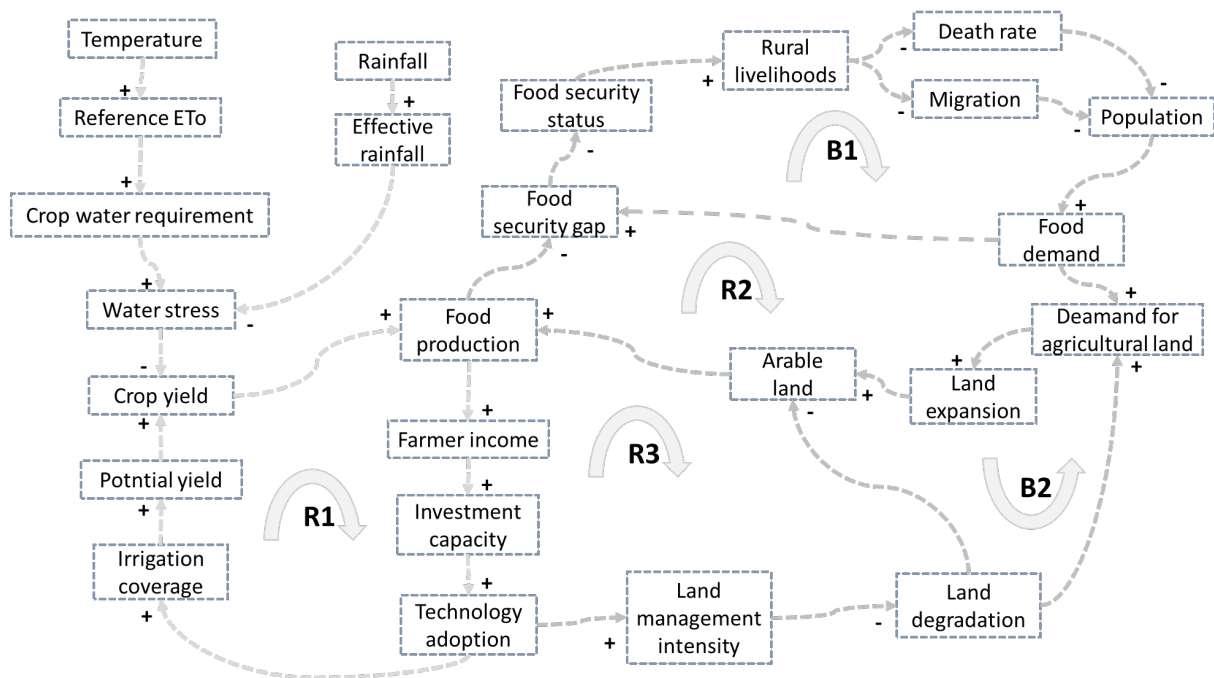 Temperature
+
Reference ETo
+
Crop water requirement
+
Water stress
-
Crop yield
+
Potntial yield
+
Irrigation
coverage
+
Rainfall
+
Effective
rainfall
-
Food security
status
-
Food
security gap
-
+
Food
production
+
+
+
Farmer income
+
Investment
capacity
+
Technology
adoption
R1
+
Rural
livelihoods
-
Death rate
-
-
Migration
-
Population
B1
+
Food
demand
+
R2
Deamand for
agricultural land
+
+
Land
expansion
+
Arable
land
-
R3
B2
+
Land
management
intensity
-
Land
degradation